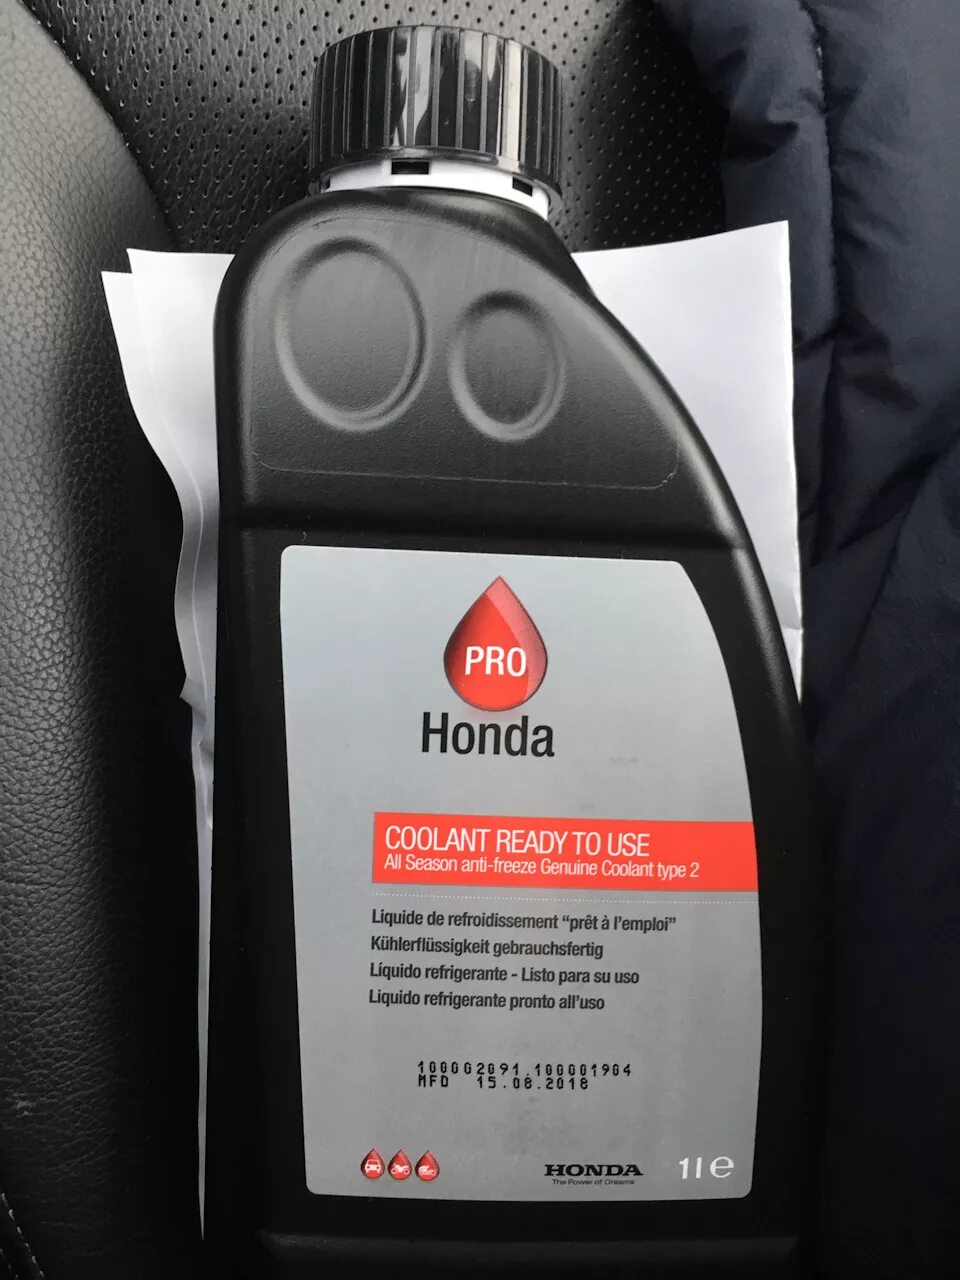 PRO
Honda
COOLANT READY TO USE
All Season anti-freeze Genuine Coolant type 2
Liquide de refroidissement “prêt à l’emploi”
Kühlerflüssigkeit gebrauchsfertig
Líquido refrigerante - Listo para su uso
Liquido refrigerante pronto all’uso
100002091.100001904
MFD 15.08.2018
HONDA
The Power of Dreams
1l e